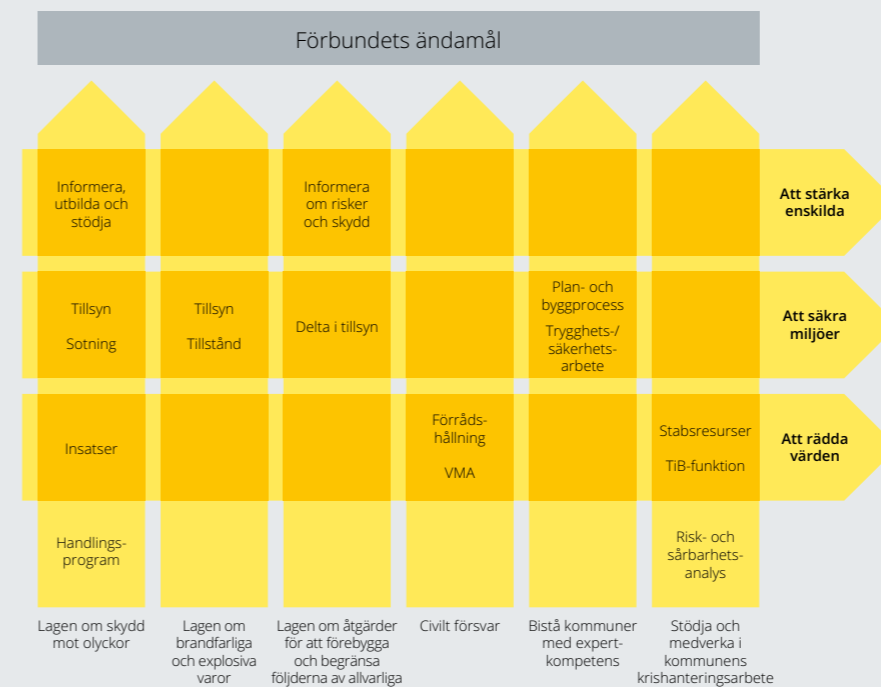 Förbundets ändamål
Informera,
utbilda och
stödja
Informera
om risker
och skydd
Att stärka
enskilda
Tillsyn
Sotning
Tillsyn
Tillstånd
Delta i tillsyn
Plan- och
byggprocess
Trygghets-/
säkerhets-
arbete
Att säkra
miljöer
Insatser
Förråds-
hållning
VMA
Stabsresurser
TiB-funktion
Att rädda
värden
Handlings-
program
Risk- och
sårbarhets-
analys
Lagen om skydd
mot olyckor
Lagen om
brandfarliga
och explosiva
varor
Lagen om åtgärder
för att förebygga
och begränsa
följderna av allvarliga
Civilt försvar
Bistå kommuner
med expert-
kompetens
Stödja och
medverka i
kommunens
krishanteringsarbete